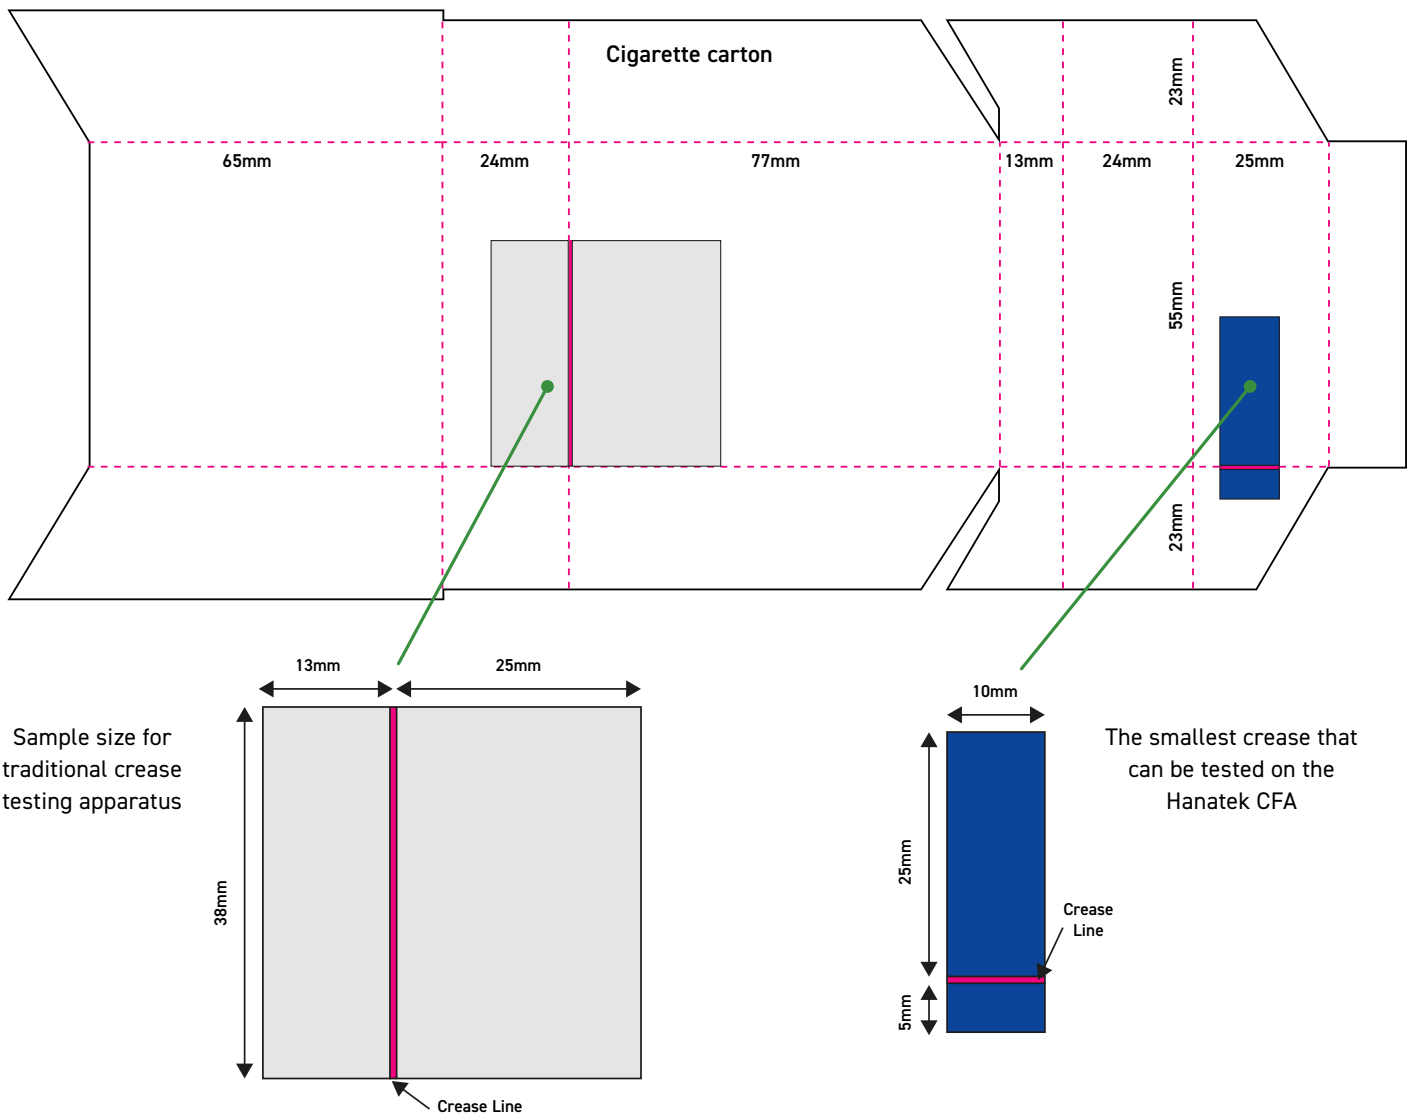 Cigarette carton
23mm
65mm
24mm
77mm
13mm
24mm
25mm
55mm
23mm
13mm
25mm
Sample size for
traditional crease
testing apparatus
38mm
Crease Line
10mm
The smallest crease that
can be tested on the
Hanatek CFA
25mm
Crease
Line
5mm